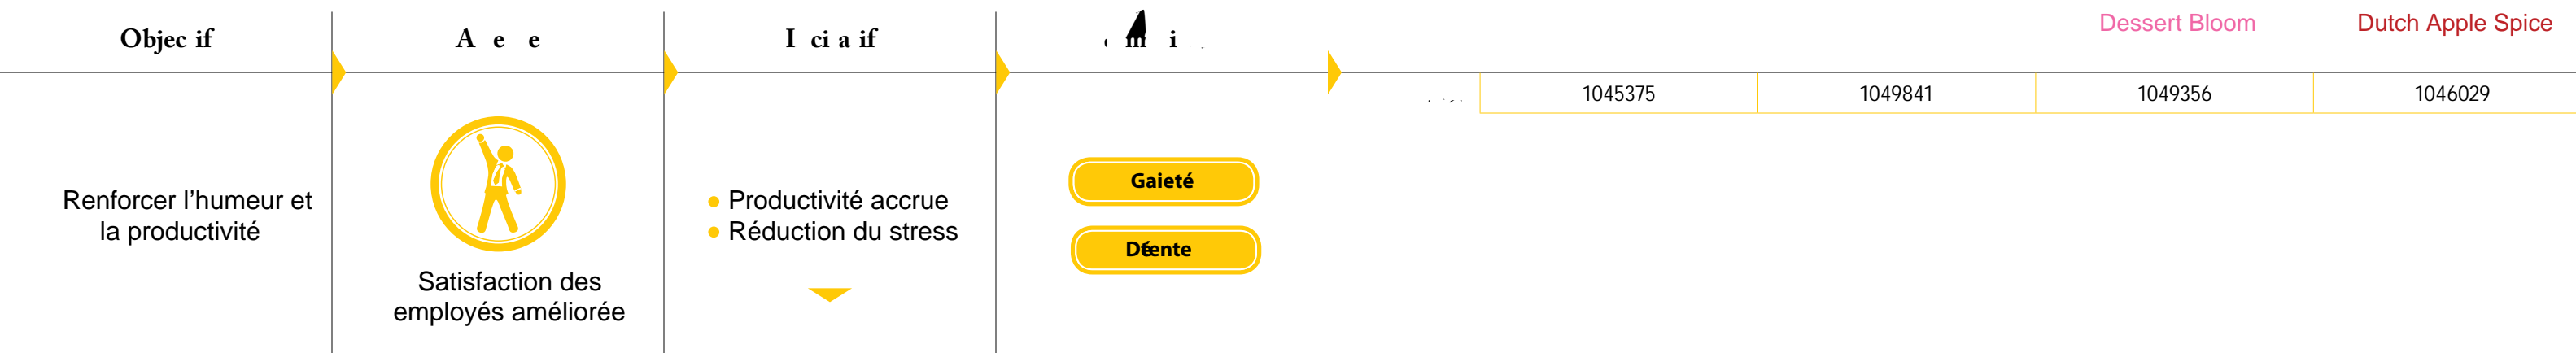 Objec if
A e e
I ci a if
Dessert Bloom
Dutch Apple Spice
1045375
1049841
1049356
1046029
Renforcer l’humeur et
la productivité
Satisfaction des
employés améliorée
Productivité accrue
Réduction du stress
Gaieté
Détente